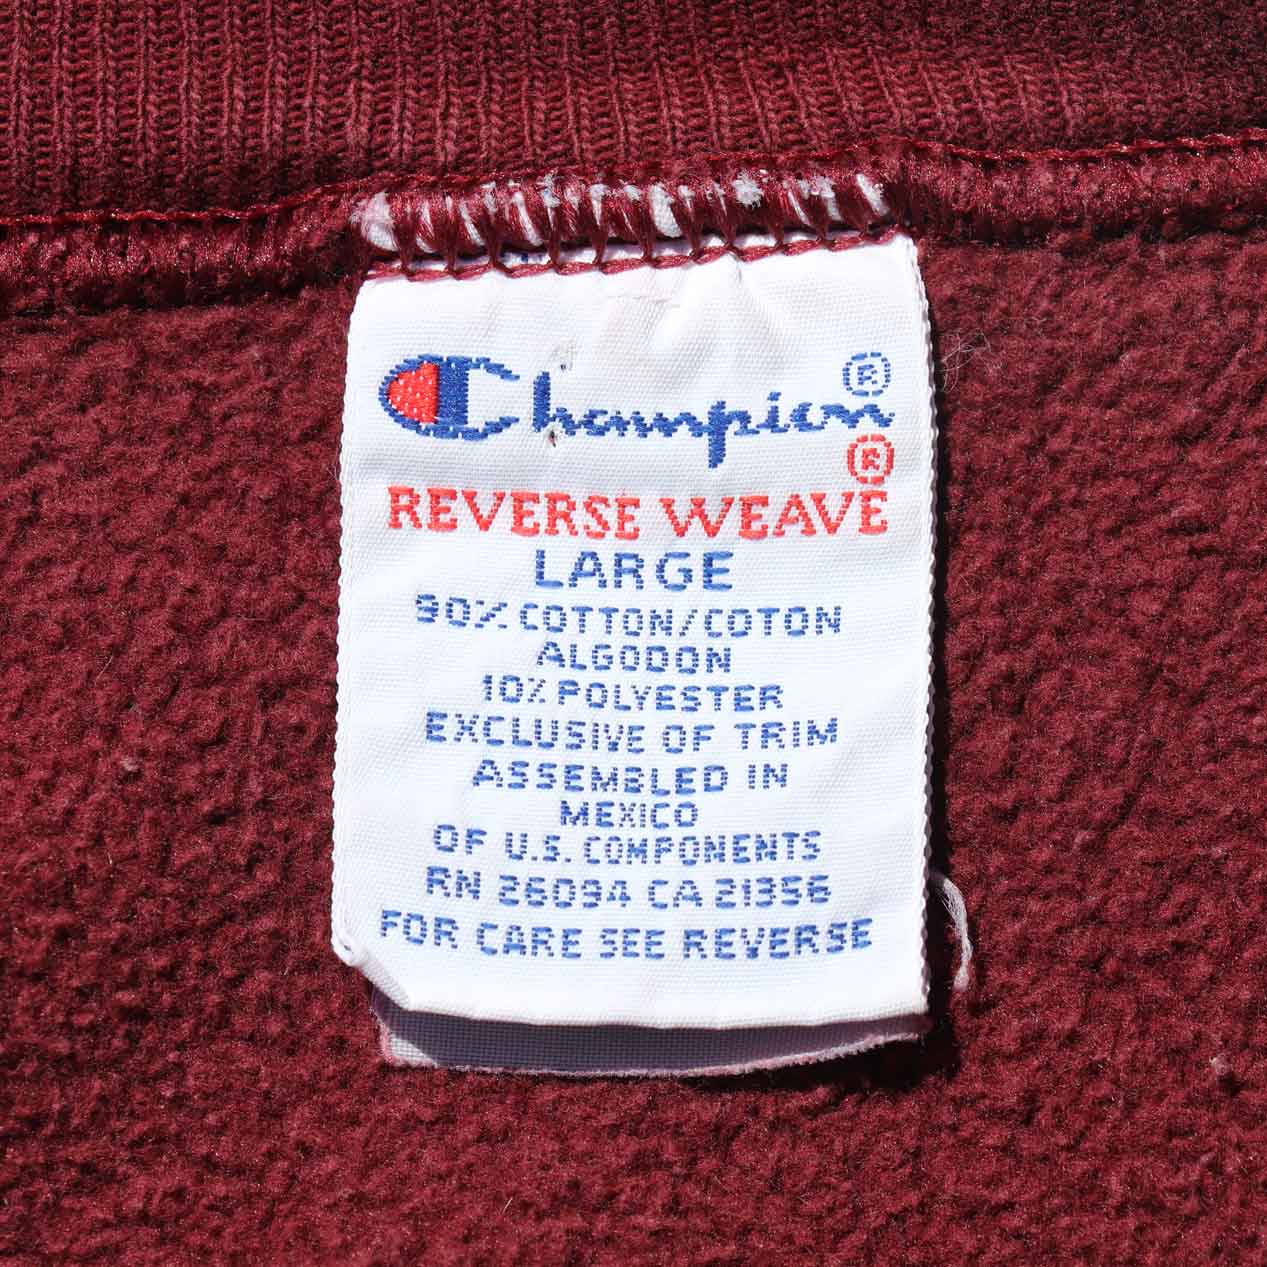 Champion®
REVERSE WEAVE®
LARGE
90% COTTON/COTON
ALGODON
10% POLYESTER
EXCLUSIVE OF TRIM
ASSEMBLED IN
MEXICO
OF U.S. COMPONENTS
RN 26094 CA 21356
FOR CARE SEE REVERSE